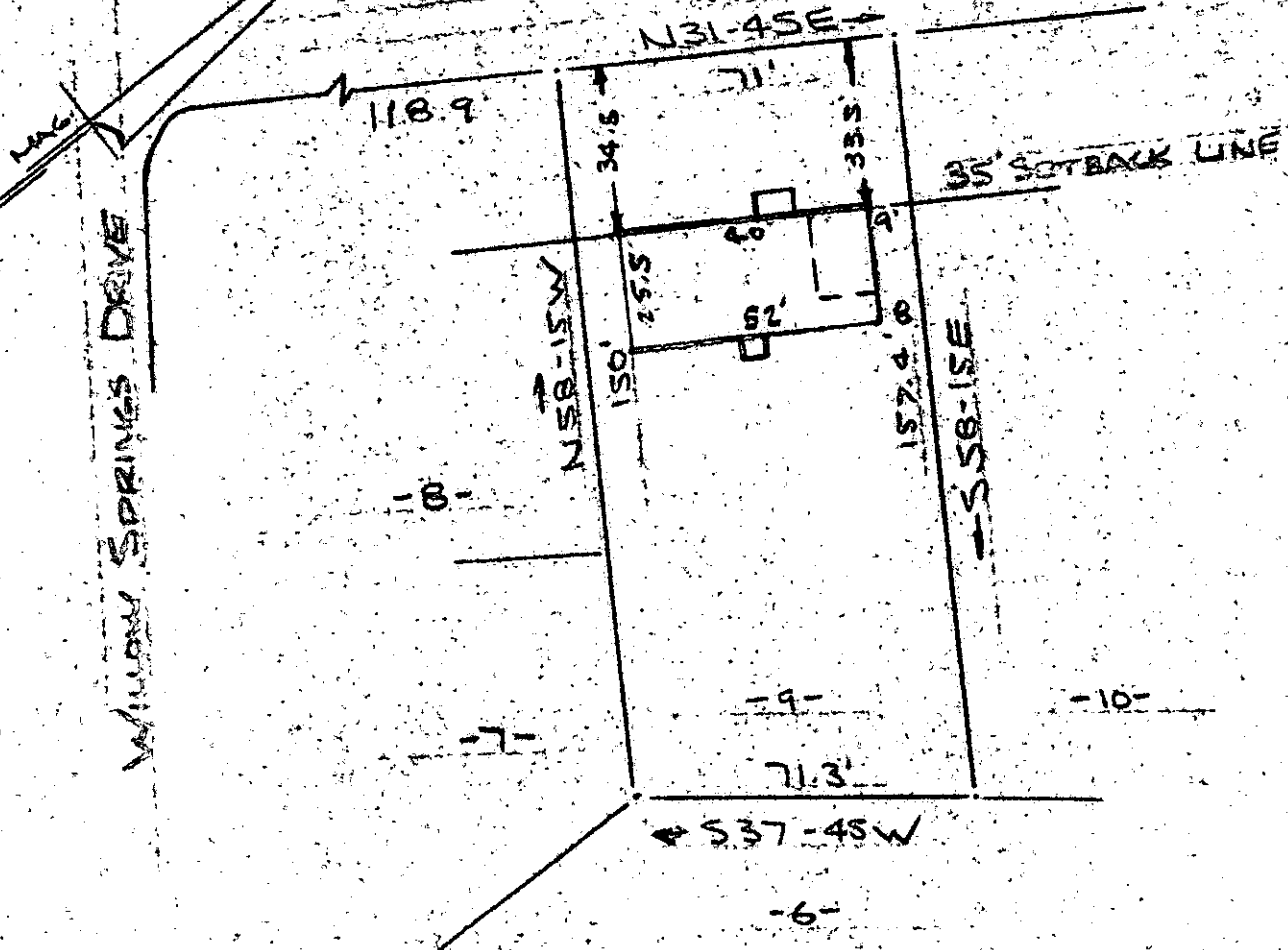 N31-45E
71'
118.9
MAG.
34.5
33.5
35' SETBACK LINE
40
9'
25.5
52'
8'
N58-15W
150'
157.4'
S58-15E
WILLOW SPRINGS DRIVE
-8-
-9-
-10-
-7-
71.3'
S37-45W
-6-